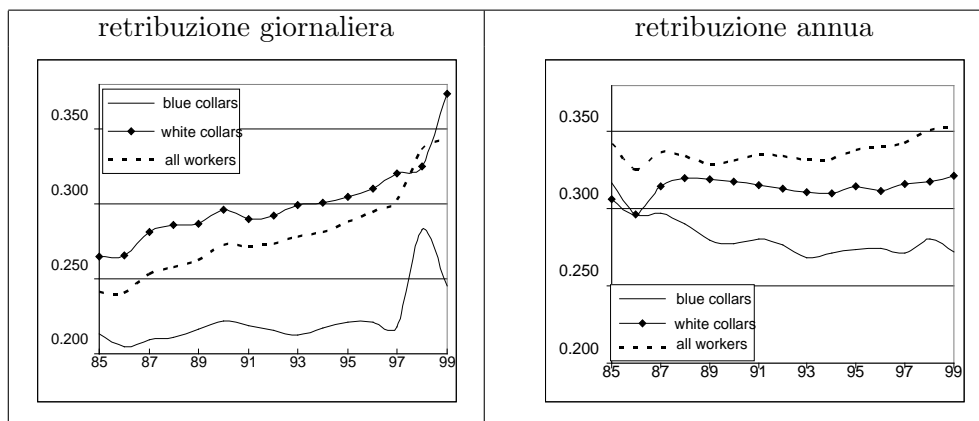 retribuzione giornaliera
0.350
0.300
0.250
0.200
blue collars
white collars
all workers
85 87 89 91 93 95 97 99
retribuzione annua
0.350
0.300
0.250
0.200
blue collars
white collars
all workers
85 87 89 91 93 95 97 99